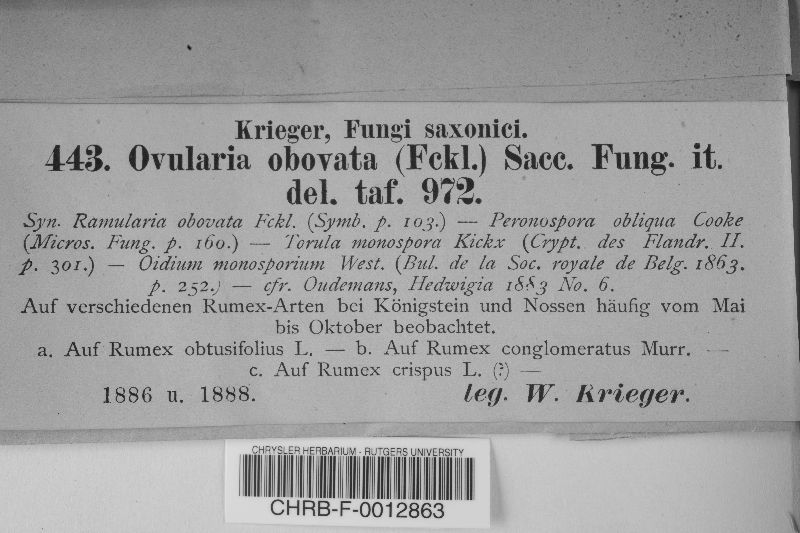 Krieger, Fungi saxonici.
443. Ovularia obovata (Fckl.) Sacc. Fung. it.
del. taf. 972.
Syn. Ramularia obovata Fckl. (Symb. p. 103.) — Peronospora obliqua Cooke
(Micros. Fung. p. 160.) — Torula monospora Kickx (Crypt. des Flandr. II.
p. 301.) — Oidium monosporium West. (Bul. de la Soc. royale de Belg. 1863.
p. 252.) — cfr. Oudemans, Hedwigia 1883 No. 6.
Auf verschiedenen Rumex-Arten bei Königstein und Nossen häufig vom Mai
bis Oktober beobachtet.
a. Auf Rumex obtusifolius L. — b. Auf Rumex conglomeratus Murr. —
c. Auf Rumex crispus L. (?) —
1886 u. 1888. leg. W. Krieger.
CHRYSLER HERBARIUM - RUTGERS UNIVERSITY
CHRB-F-0012863